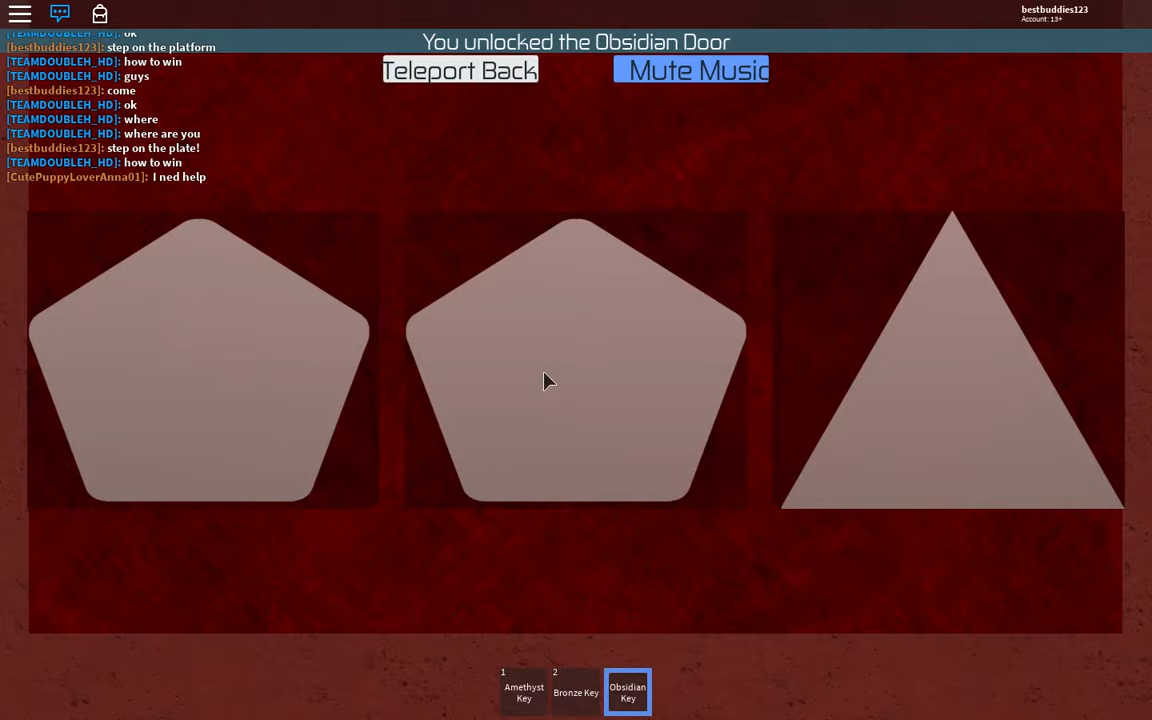 bestbuddies123
Account: 13+
[TEAMDOUBLEH_HD]: ok
[bestbuddies123]: step on the platform
[TEAMDOUBLEH_HD]: how to win
[TEAMDOUBLEH_HD]: guys
[bestbuddies123]: come
[TEAMDOUBLEH_HD]: ok
[TEAMDOUBLEH_HD]: where
[TEAMDOUBLEH_HD]: where are you
[bestbuddies123]: step on the plate!
[TEAMDOUBLEH_HD]: how to win
[CutePuppyLoverAnna01]: I ned help
You unlocked the Obsidian Door
Teleport Back
Mute Music
1
Amethyst
Key
2
Bronze Key
Obsidian
Key